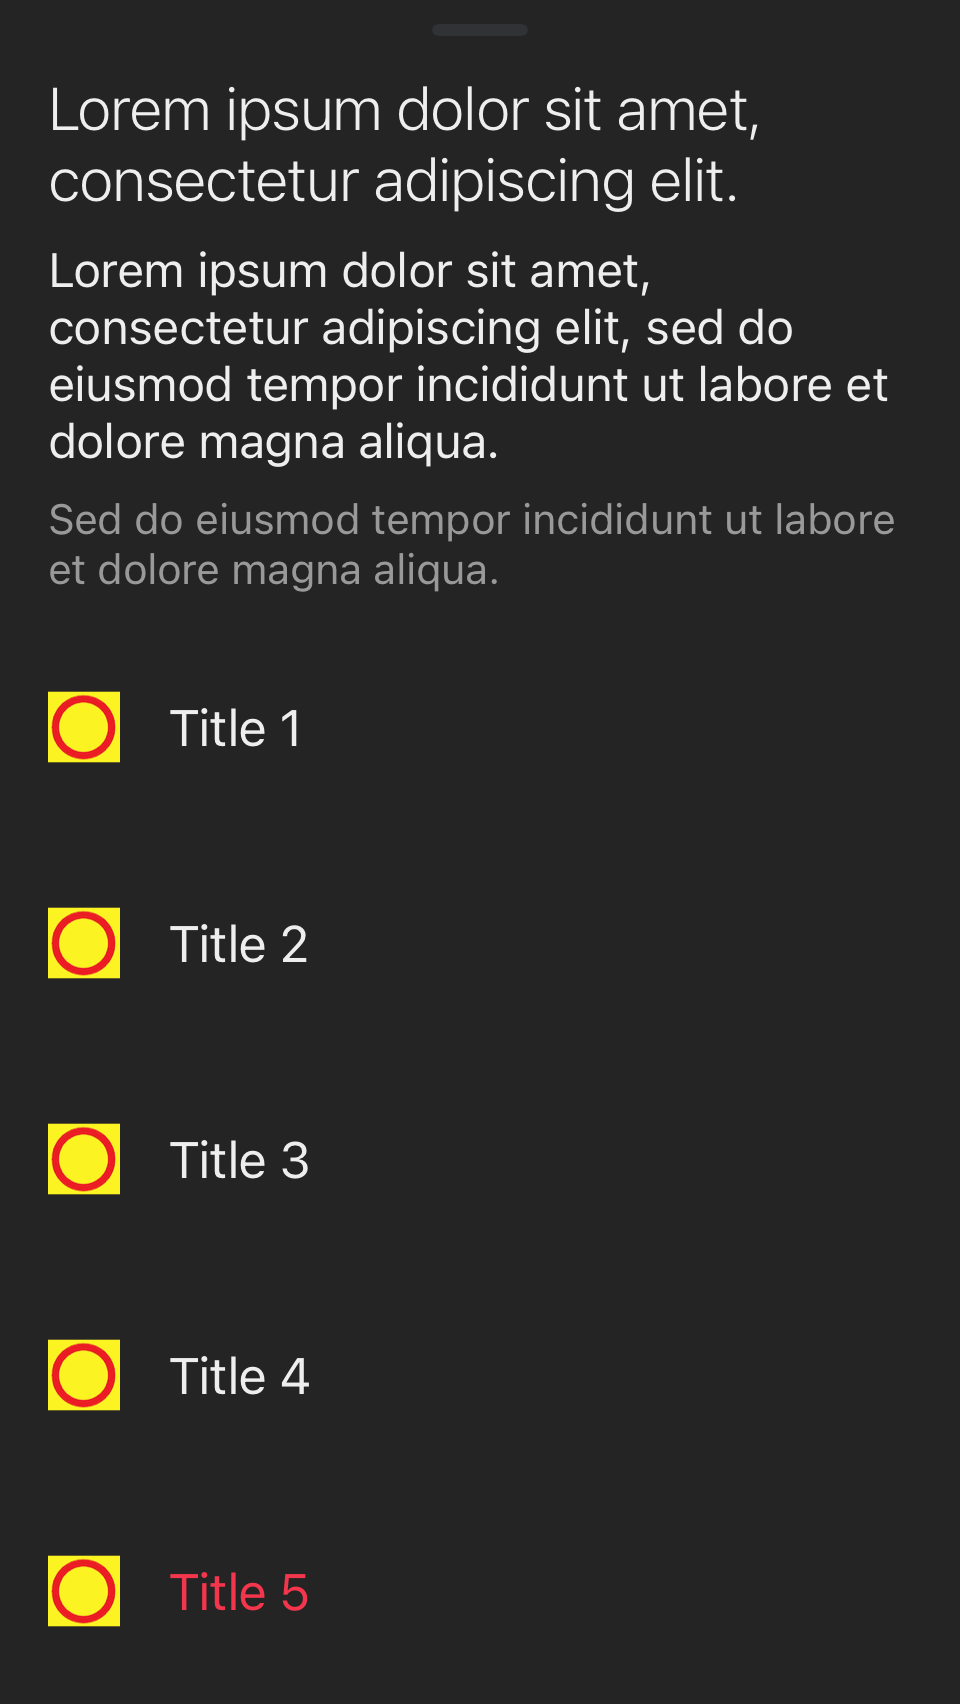 Lorem ipsum dolor sit amet,
consectetur adipiscing elit.
Lorem ipsum dolor sit amet,
consectetur adipiscing elit, sed do
eiusmod tempor incididunt ut labore et
dolore magna aliqua.
Sed do eiusmod tempor incididunt ut labore
et dolore magna aliqua.
Title 1
Title 2
Title 3
Title 4
Title 5